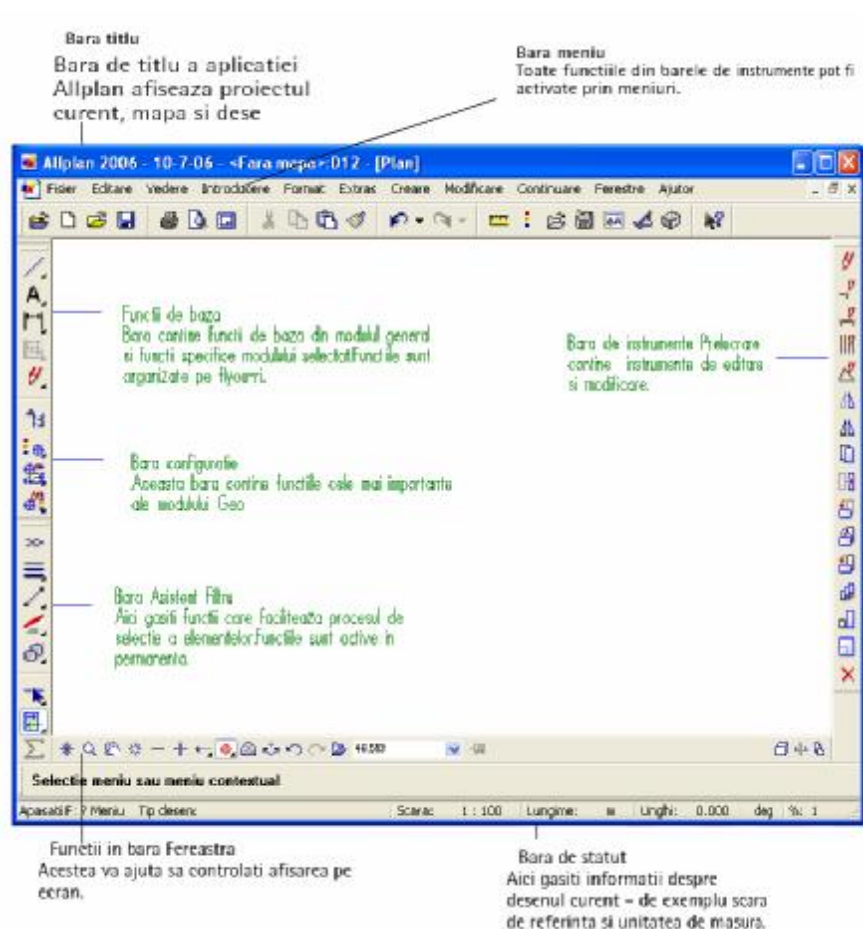 Bara titlu
Bara de titlu a aplicatiei
Allplan afiseaza proiectul
curent, mapa si dese
Bara meniu
Toate functiile din barele de instrumente pot fi
activate prin meniuri.
Allplan 2006 - 10-7-06 - <Fara mapa>:D12 - [Plan]
Fisier Editare Vedere Introducere Format Extras Creare Modificare Continuare Ferestre Ajutor
Functii de baza
Bara contine functii de baza din modulul general
si functii specifice modulului selectat.Functiile sunt
organizate pe
Bara de instrumente Prelucrare
contine instrumente de editare
si modificare.
Bara configuratie
Aceasta bara contine functiile cele mai importante
ale modulului Geo
Bara Asistent Filtru
Aici gasiti functii care faciliteaza procesul de
selectie a elementelor.Functiile sunt active in
permanenta.
Selectie meniu sau meniu contextual
Meniu Tip desen: Scara: 1 : 100 Lungime: m Unghi: 0.000 deg %: 1
Functii in bara Fereastra
Acestea va ajuta sa controlati afisarea pe
ecran.
Bara de statut
Aici gasiti informatii despre
desenul curent – de exemplu scara
de referinta si unitatea de masura.